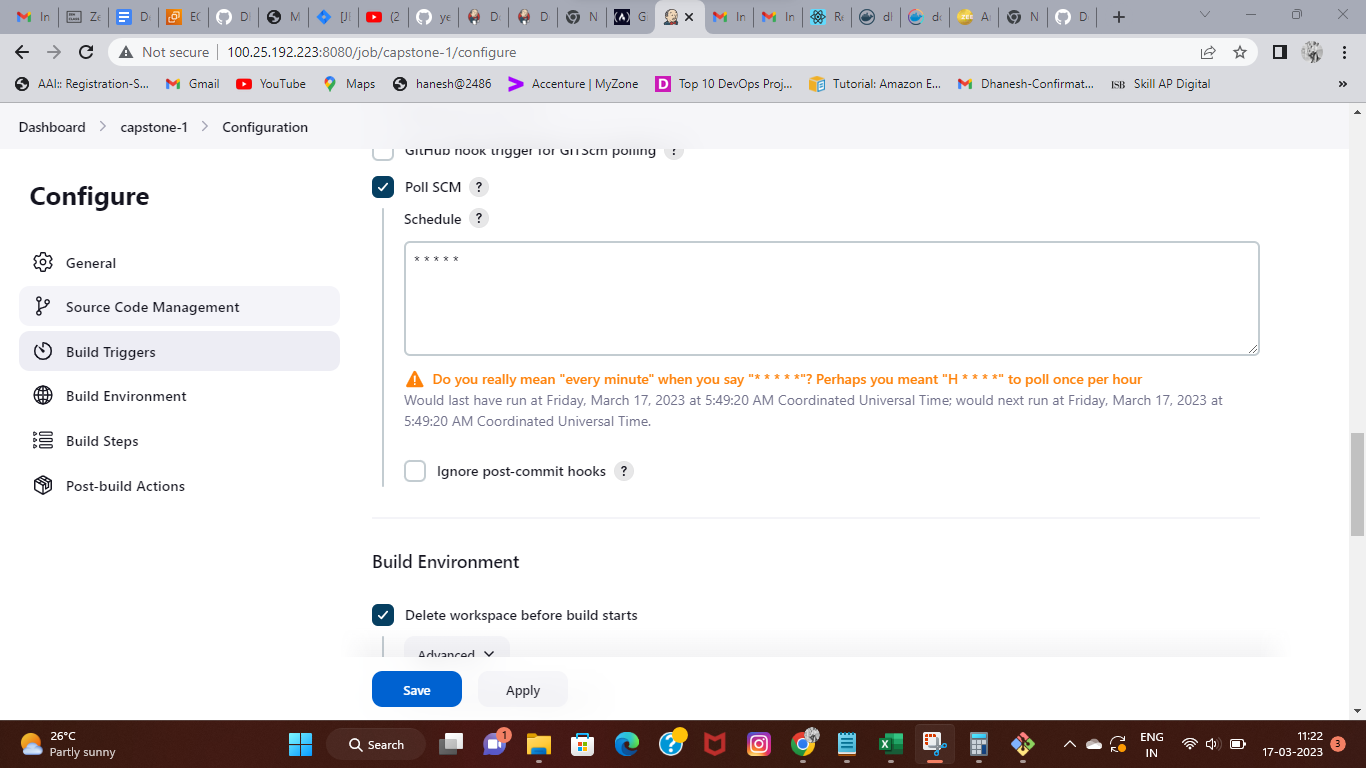 In
Ze
D
EC
D
M
[JI
(2
ye
D
D
N
G
In
In
Re
dl
do
A
N
D
Not secure
100.25.192.223:8080/job/capstone-1/configure
AAI:: Registration-S...
Gmail
YouTube
Maps
hanesh@2486
Accenture | MyZone
Top 10 DevOps Proj...
Tutorial: Amazon E...
Dhanesh-Confirmat...
ISB Skill AP Digital
»
Dashboard > capstone-1 > Configuration
GitHub hook trigger for GITScm polling ?
Configure
Poll SCM ?
Schedule ?
* * * * *
General
Source Code Management
Build Triggers
Do you really mean "every minute" when you say "* * * * *"? Perhaps you meant "H * * * *" to poll once per hour
Would last have run at Friday, March 17, 2023 at 5:49:20 AM Coordinated Universal Time; would next run at Friday, March 17, 2023 at
5:49:20 AM Coordinated Universal Time.
Build Environment
Build Steps
Ignore post-commit hooks ?
Post-build Actions
Build Environment
Delete workspace before build starts
Advanced
Save
Apply
26°C
Partly sunny
Search
1
ENG
IN
11:22
17-03-2023
3